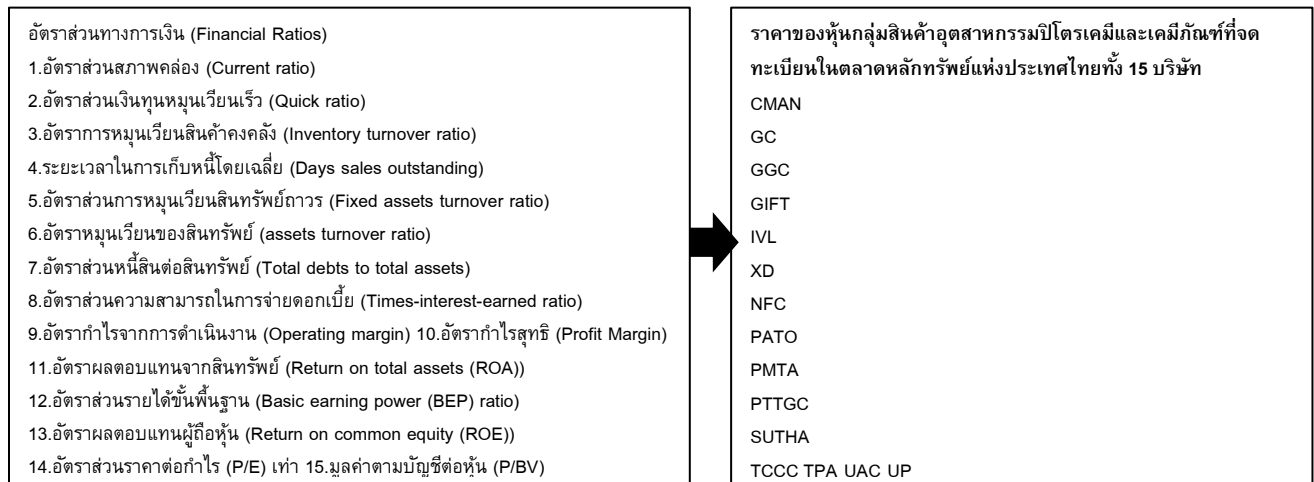 อัตราส่วนทางการเงิน (Financial Ratios)
1.อัตราส่วนสภาพคล่อง (Current ratio)
2.อัตราส่วนเงินทุนหมุนเวียนเร็ว (Quick ratio)
3.อัตราการหมุนเวียนสินค้าคงคลัง (Inventory turnover ratio)
4.ระยะเวลาในการเก็บหนี้โดยเฉลี่ย (Days sales outstanding)
5.อัตราส่วนการหมุนเวียนสินทรัพย์ถาวร (Fixed assets turnover ratio)
6.อัตราหมุนเวียนของสินทรัพย์ (assets turnover ratio)
7.อัตราส่วนหนี้สินต่อสินทรัพย์ (Total debts to total assets)
8.อัตราส่วนความสามารถในการจ่ายดอกเบี้ย (Times-interest-earned ratio)
9.อัตรากำไรจากการดำเนินงาน (Operating margin) 10.อัตรากำไรสุทธิ (Profit Margin)
11.อัตราผลตอบแทนจากสินทรัพย์ (Return on total assets (ROA))
12.อัตราส่วนรายได้ขั้นพื้นฐาน (Basic earning power (BEP) ratio)
13.อัตราผลตอบแทนผู้ถือหุ้น (Return on common equity (ROE))
14.อัตราส่วนราคาต่อกำไร (P/E) เท่า 15.มูลค่าตามบัญชีต่อหุ้น (P/BV)
ราคาของหุ้นกลุ่มสินค้าอุตสาหกรรมปิโตรเคมีและเคมีภัณฑ์ที่จด
ทะเบียนในตลาดหลักทรัพย์แห่งประเทศไทยทั้ง 15 บริษัท
CMAN
GC
GGC
GIFT
IVL
XD
NFC
PATO
PMTA
PTTGC
SUTHA
TCCC TPA UAC UP